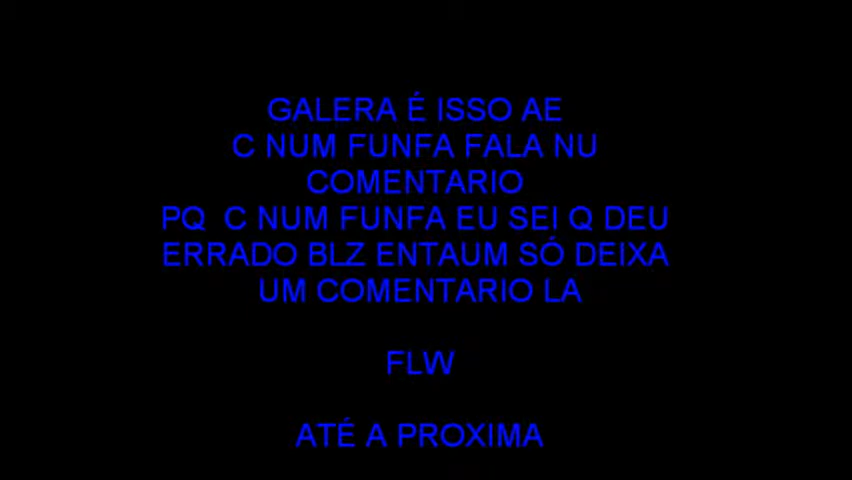 GALERA É ISSO AE
C NUM FUNFA FALA NU
COMENTARIO
PQ  C NUM FUNFA EU SEI Q DEU
ERRADO BLZ ENTAUM SÓ DEIXA
UM COMENTARIO LA
FLW
ATÉ A PROXIMA